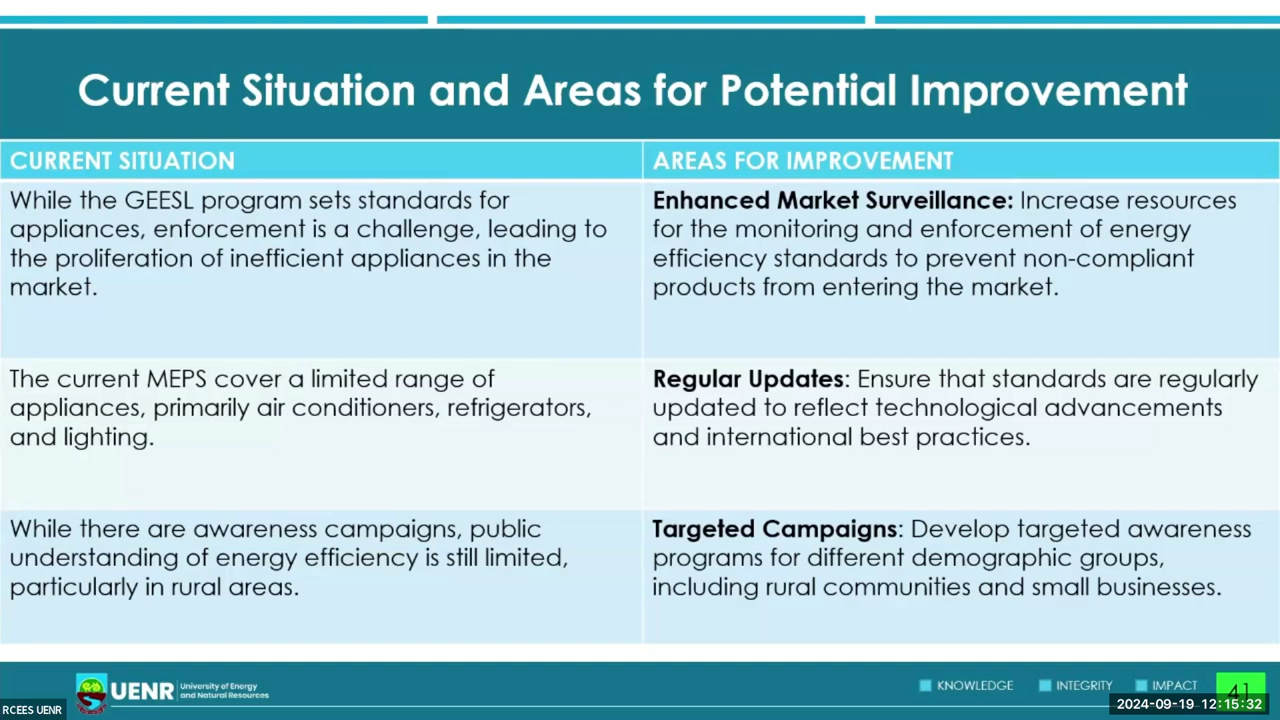 Current Situation and Areas for Potential Improvement
CURRENT SITUATION
AREAS FOR IMPROVEMENT
While the GEESL program sets standards for
appliances, enforcement is a challenge, leading to
the proliferation of inefficient appliances in the
market.
Enhanced Market Surveillance: Increase resources
for the monitoring and enforcement of energy
efficiency standards to prevent non-compliant
products from entering the market.
The current MEPS cover a limited range of
appliances, primarily air conditioners, refrigerators,
and lighting.
Regular Updates: Ensure that standards are regularly
updated to reflect technological advancements
and international best practices.
While there are awareness campaigns, public
understanding of energy efficiency is still limited,
particularly in rural areas.
Targeted Campaigns: Develop targeted awareness
programs for different demographic groups,
including rural communities and small businesses.
UENR
University of Energy
and Natural Resources
KNOWLEDGE
INTEGRITY
IMPACT
41
RCEES UENR
2024-09-19 12:15:32